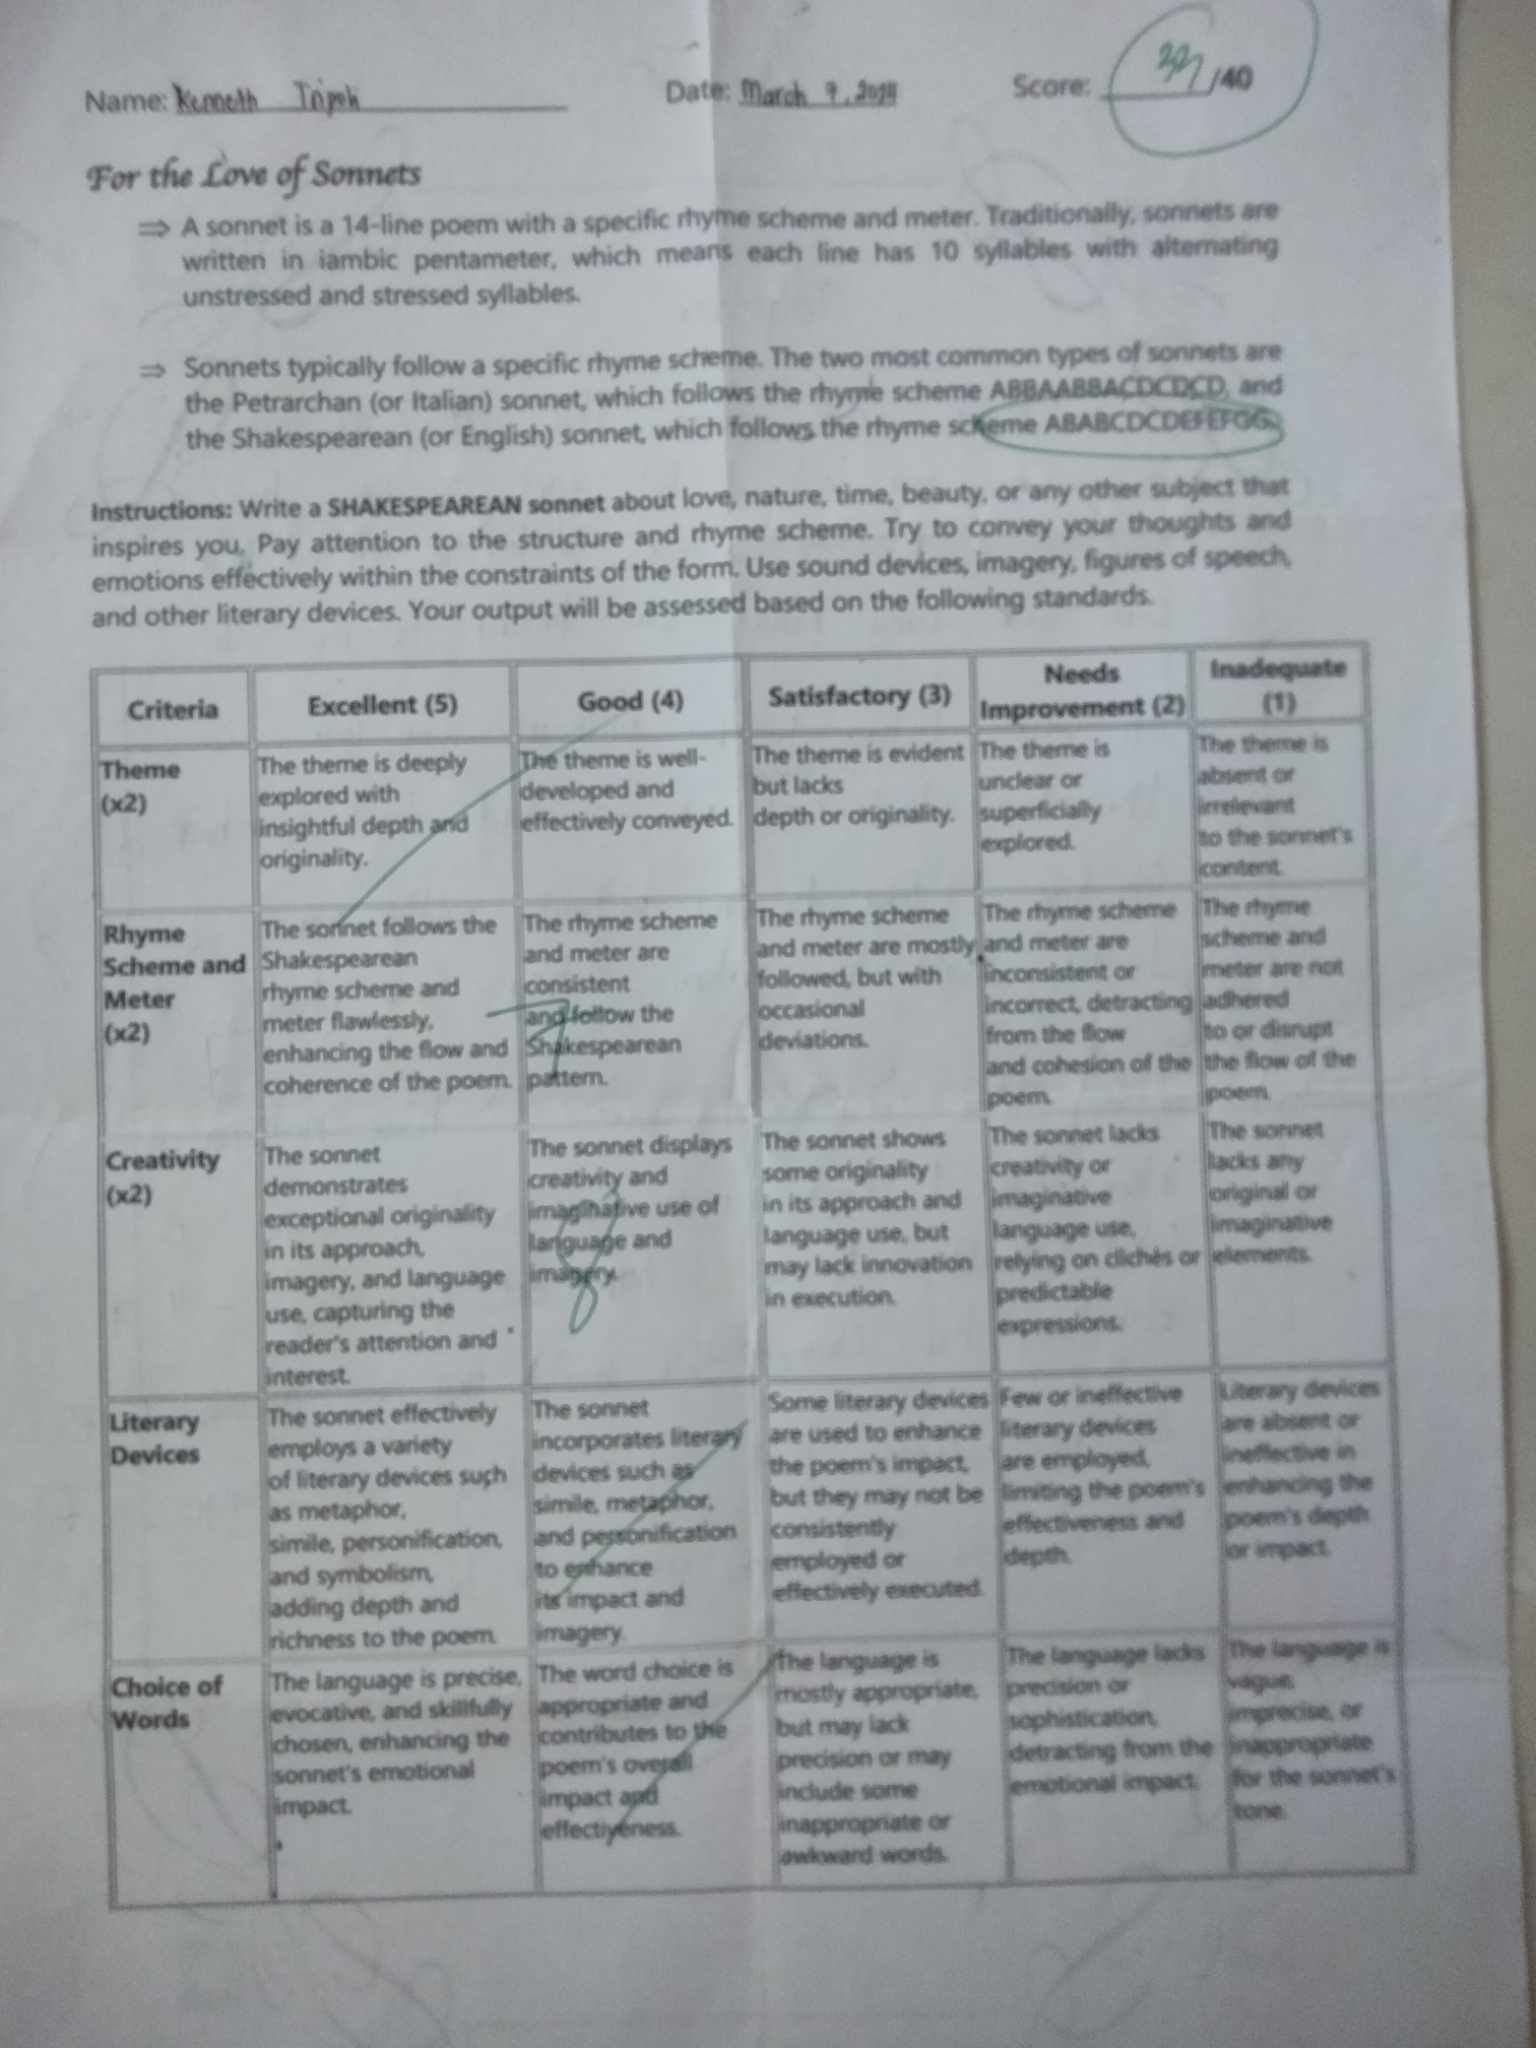 Name: Kenneth
Date: March 7, 2024
Score: /40
For the Love of Sonnets
⇒ A sonnet is a 14-line poem with a specific rhyme scheme and meter. Traditionally, sonnets are
written in iambic pentameter, which means each line has 10 syllables with alternating
unstressed and stressed syllables.
⇒ Sonnets typically follow a specific rhyme scheme. The two most common types of sonnets are
the Petrarchan (or Italian) sonnet, which follows the rhyme scheme ABBAABBACDCDCD, and
the Shakespearean (or English) sonnet, which follows the rhyme scheme ABABCDCDEFEFGG.
Instructions: Write a SHAKESPEAREAN sonnet about love, nature, time, beauty, or any other subject that
inspires you. Pay attention to the structure and rhyme scheme. Try to convey your thoughts and
emotions effectively within the constraints of the form. Use sound devices, imagery, figures of speech,
and other literary devices. Your output will be assessed based on the following standards.
Criteria
Excellent (5)
Good (4)
Satisfactory (3)
Needs
Improvement (2)
Inadequate
(1)
Theme
(x2)
The theme is deeply
explored with
insightful depth and
originality.
The theme is well-
developed and
effectively conveyed.
The theme is evident
but lacks
depth or originality.
The theme is
unclear or
superficially
explored.
The theme is
absent or
irrelevant
to the sonnet's
content.
Rhyme
Scheme and
Meter
(x2)
The sonnet follows the
Shakespearean
rhyme scheme and
meter flawlessly,
enhancing the flow and
coherence of the poem.
The rhyme scheme
and meter are
consistent
and follow the
Shakespearean
pattern.
The rhyme scheme
and meter are mostly
followed, but with
occasional
deviations.
The rhyme scheme
and meter are
inconsistent or
incorrect, detracting
from the flow
and cohesion of the
poem.
The rhyme
scheme and
meter are not
adhered
to or disrupt
the flow of the
poem.
Creativity
(x2)
The sonnet
demonstrates
exceptional originality
in its approach,
imagery, and language
use, capturing the
reader's attention and
interest.
The sonnet displays
creativity and
imaginative use of
language and
imagery.
The sonnet shows
some originality
in its approach and
language use, but
may lack innovation
in execution.
The sonnet lacks
creativity or
imaginative
language use,
relying on clichés or
predictable
expressions.
The sonnet
lacks any
original or
imaginative
elements.
Literary
Devices
The sonnet effectively
employs a variety
of literary devices such
as metaphor,
simile, personification,
and symbolism,
adding depth and
richness to the poem.
The sonnet
incorporates literary
devices such as
simile, metaphor,
and personification
to enhance
its impact and
imagery.
Some literary devices
are used to enhance
the poem's impact,
but they may not be
consistently
employed or
effectively executed.
Few or ineffective
literary devices
are employed,
limiting the poem's
effectiveness and
depth.
Literary devices
are absent or
ineffective in
enhancing the
poem's depth
or impact.
Choice of
Words
The language is precise,
evocative, and skillfully
chosen, enhancing the
sonnet's emotional
impact.
The word choice is
appropriate and
contributes to the
poem's overall
impact and
effectiveness.
The language is
mostly appropriate,
but may lack
precision or may
include some
inappropriate or
awkward words.
The language lacks
precision or
sophistication,
detracting from the
emotional impact.
The language is
vague,
imprecise, or
inappropriate
for the sonnet's
tone.